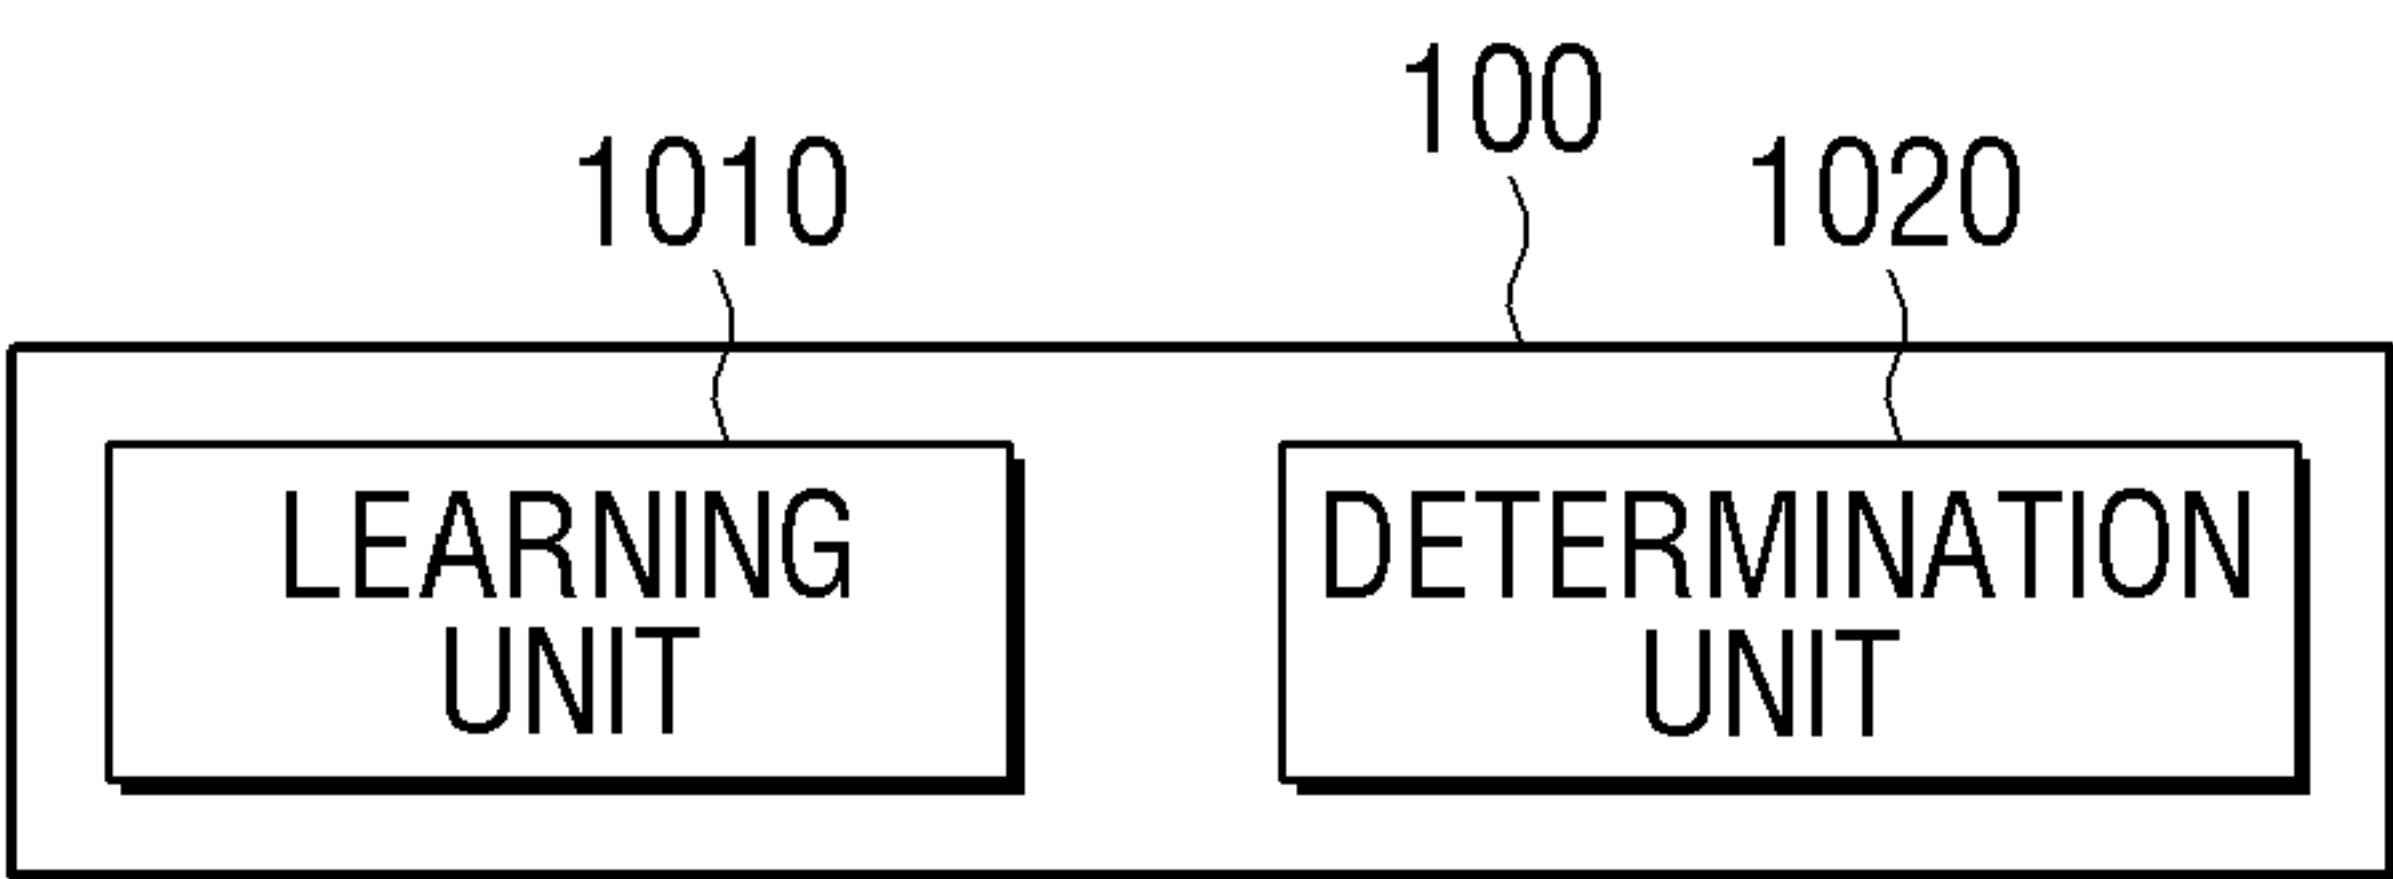 100
1010
1020
LEARNING
UNIT
DETERMINATION
UNIT